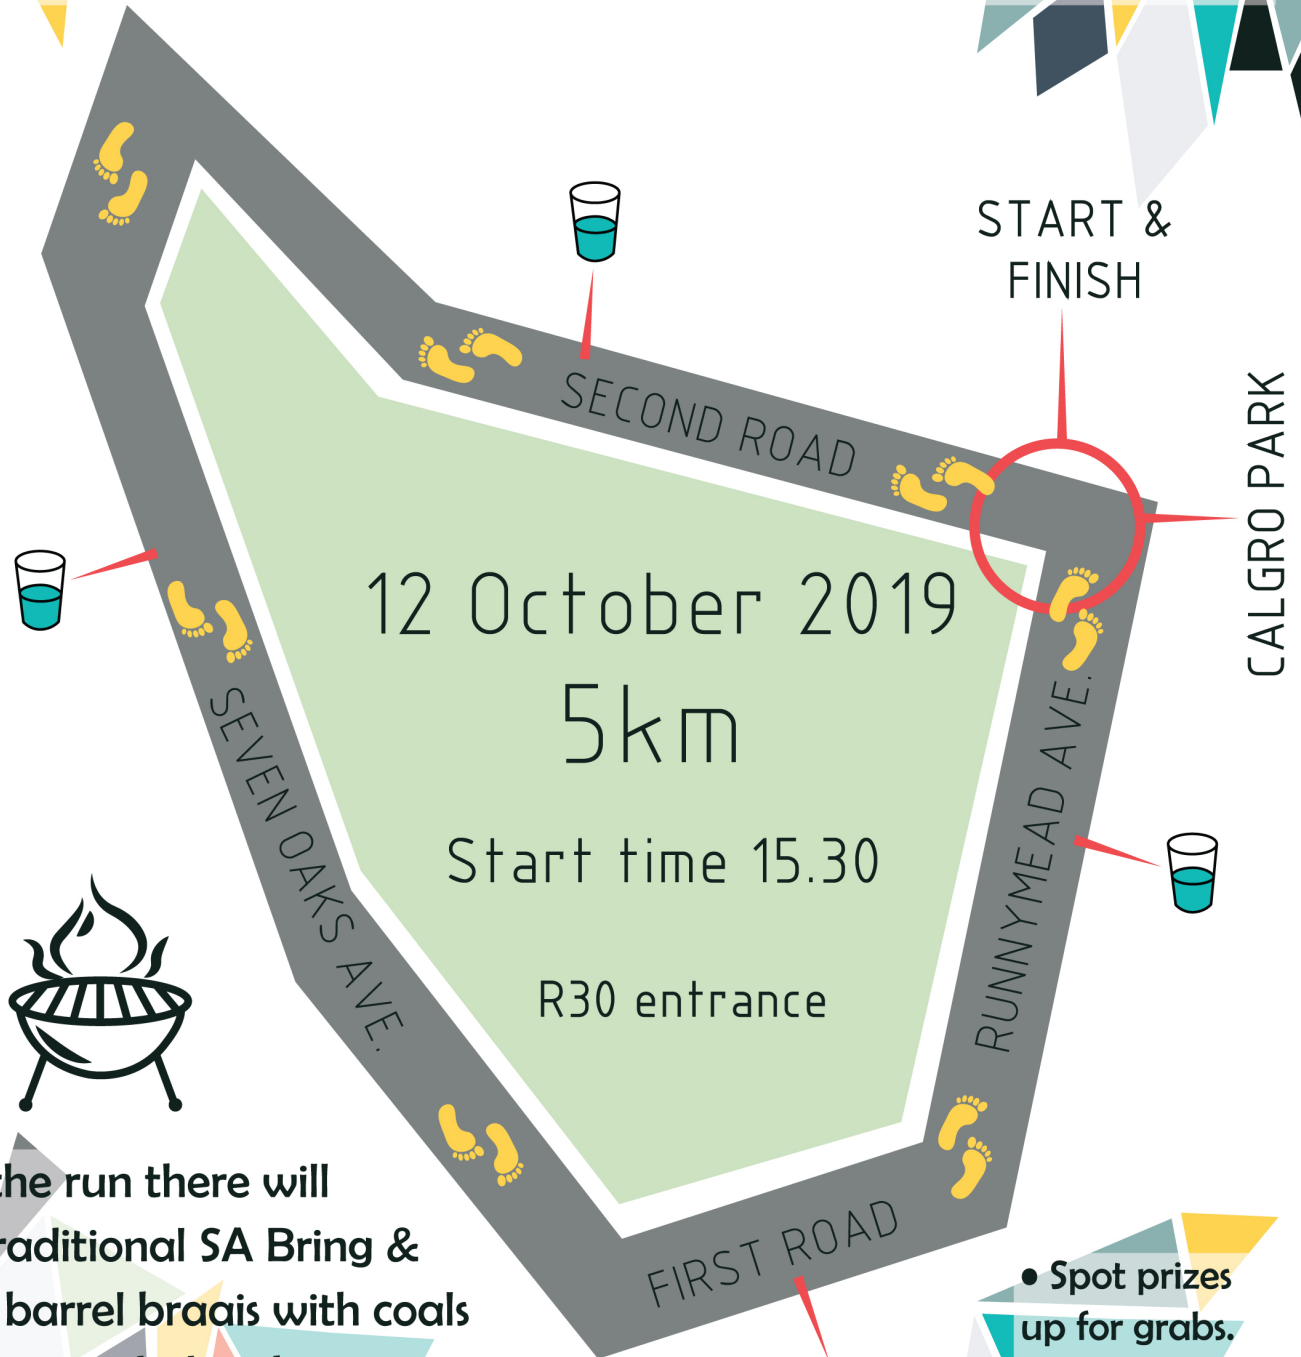 START &
FINISH
CALGRO PARK
SECOND ROAD
12 October 2019
5km
Start time 15.30
R30 entrance
SEVEN OAKS AVE.
RUNNYMEAD AVE.
FIRST ROAD
the run there will
raditional SA Bring &
barrel braais with coals
• Spot prizes
up for grabs.